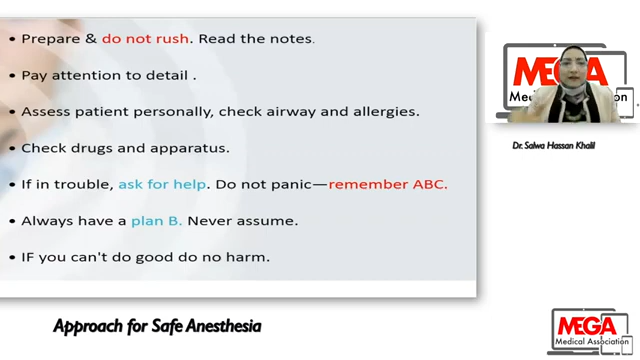 • Prepare & do not rush. Read the notes.
• Pay attention to detail .
• Assess patient personally, check airway and allergies.
• Check drugs and apparatus.
• If in trouble, ask for help. Do not panic—remember ABC.
• Always have a plan B. Never assume.
• IF you can't do good do no harm.
MEGA
Medical Association
Dr. Salwa Hassan Khalil
Approach for Safe Anesthesia
MEGA
Medical Association